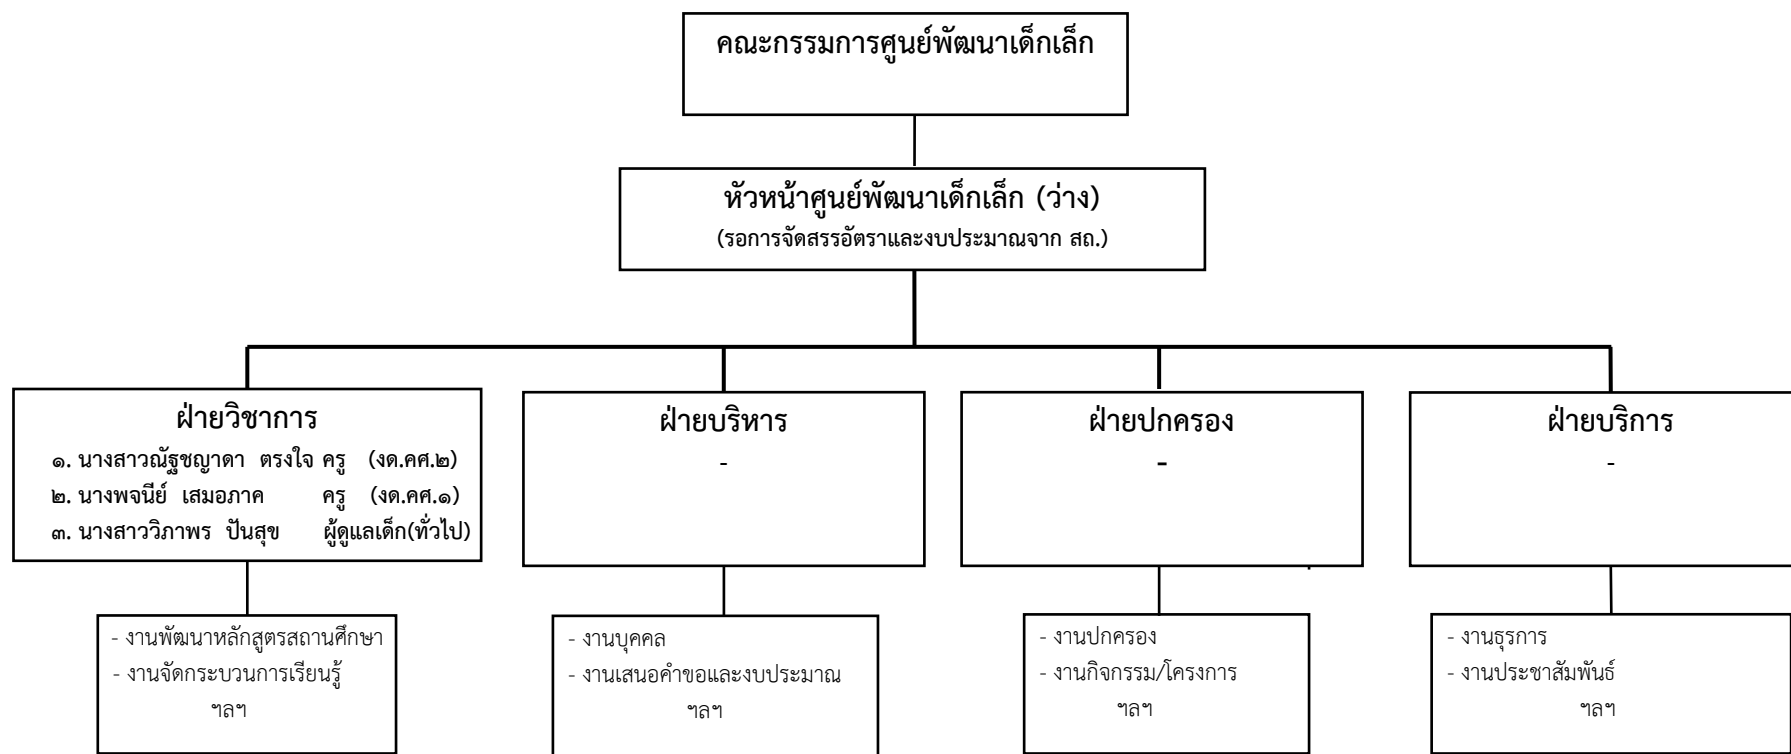 คณะกรรมการศูนย์พัฒนาเด็กเล็ก
หัวหน้าศูนย์พัฒนาเด็กเล็ก (ว่าง)
(รอการจัดสรรอัตราและงบประมาณจาก สถ.)
ฝ่ายวิชาการ
๑. นางสาวณัฐชญาดา ตรงใจ ครู (งด.คศ.๒)
๒. นางพจนีย์ เสมอภาค ครู (งด.คศ.๑)
๓. นางสาววิภาพร ปันสุข ผู้ดูแลเด็ก(ทั่วไป)
ฝ่ายบริหาร
-
ฝ่ายปกครอง
-
ฝ่ายบริการ
-
- งานพัฒนาหลักสูตรสถานศึกษา
- งานจัดกระบวนการเรียนรู้
ฯลฯ
- งานบุคคล
- งานเสนอคำขอและงบประมาณ
ฯลฯ
- งานปกครอง
- งานกิจกรรม/โครงการ
ฯลฯ
- งานธุรการ
- งานประชาสัมพันธ์
ฯลฯ